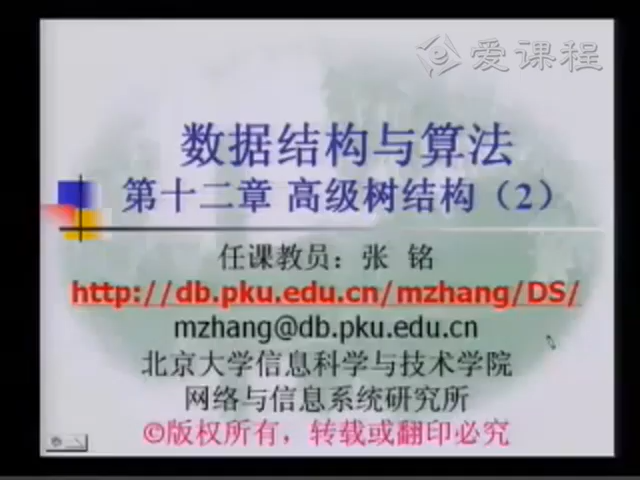 爱课程
数据结构与算法
第十二章 高级树结构（2）
任课教员：张 铭
http://db.pku.edu.cn/mzhang/DS/
mzhang@db.pku.edu.cn
北京大学信息科学与技术学院
网络与信息系统研究所
©版权所有，转载或翻印必究